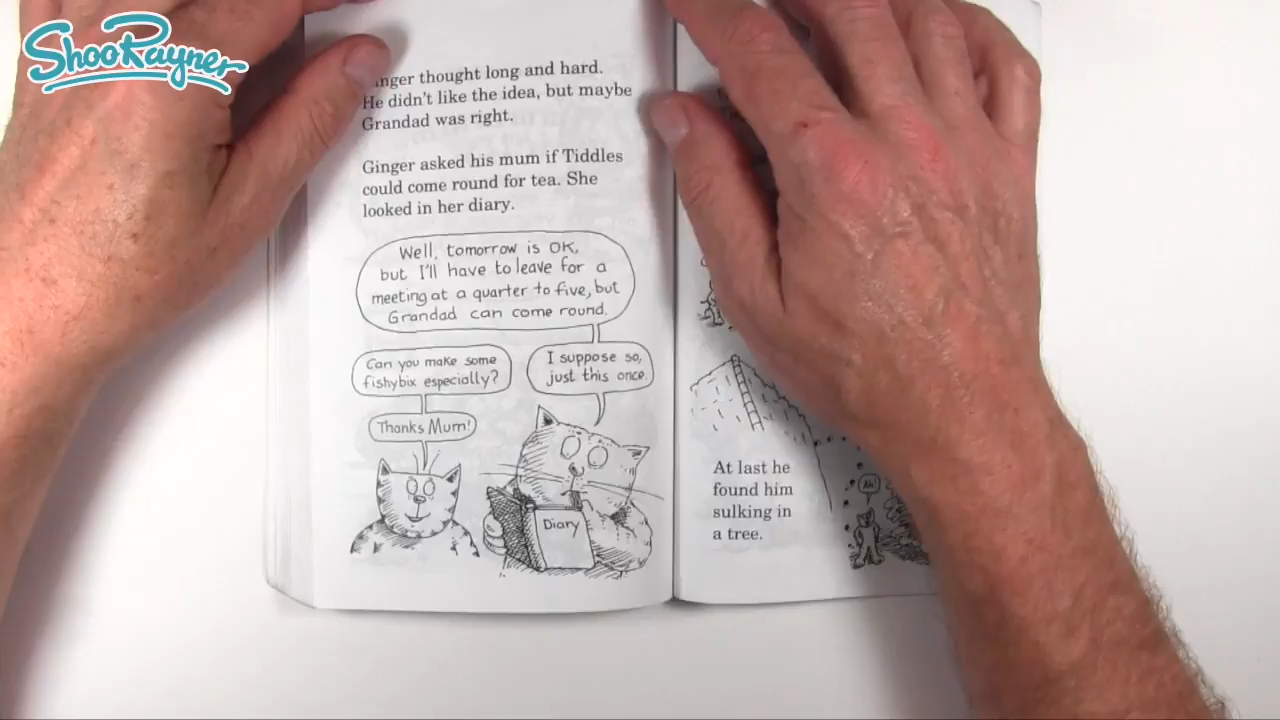 ShooRayner
inger thought long and hard.
He didn't like the idea, but maybe
Grandad was right.
Ginger asked his mum if Tiddles
could come round for tea. She
looked in her diary.
Well, tomorrow is OK,
but I'll have to leave for a
meeting at a quarter to five, but
Grandad can come round.
Can you make some
fishybix especially?
I suppose so,
just this once.
Thanks Mum!
Diary
At last he
found him
sulking in
a tree.
Ah!